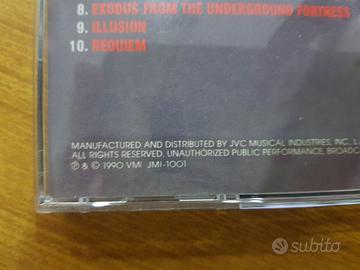 8. EXODUS FROM THE UNDERGROUND FORTRESS
9. ILLUSION
10. REQUIEM
MANUFACTURED AND DISTRIBUTED BY JVC MUSICAL INDUSTRIES, INC. L.
ALL RIGHTS RESERVED. UNAUTHORIZED PUBLIC PERFORMANCE, BROADC
℗ & © 1990 VMI JMI-1001
subito